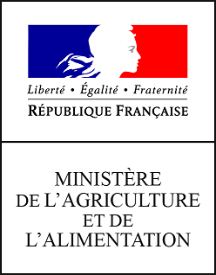 Liberté • Égalité • Fraternité
RÉPUBLIQUE FRANÇAISE
MINISTÈRE
DE L'AGRICULTURE
ET DE
L'ALIMENTATION